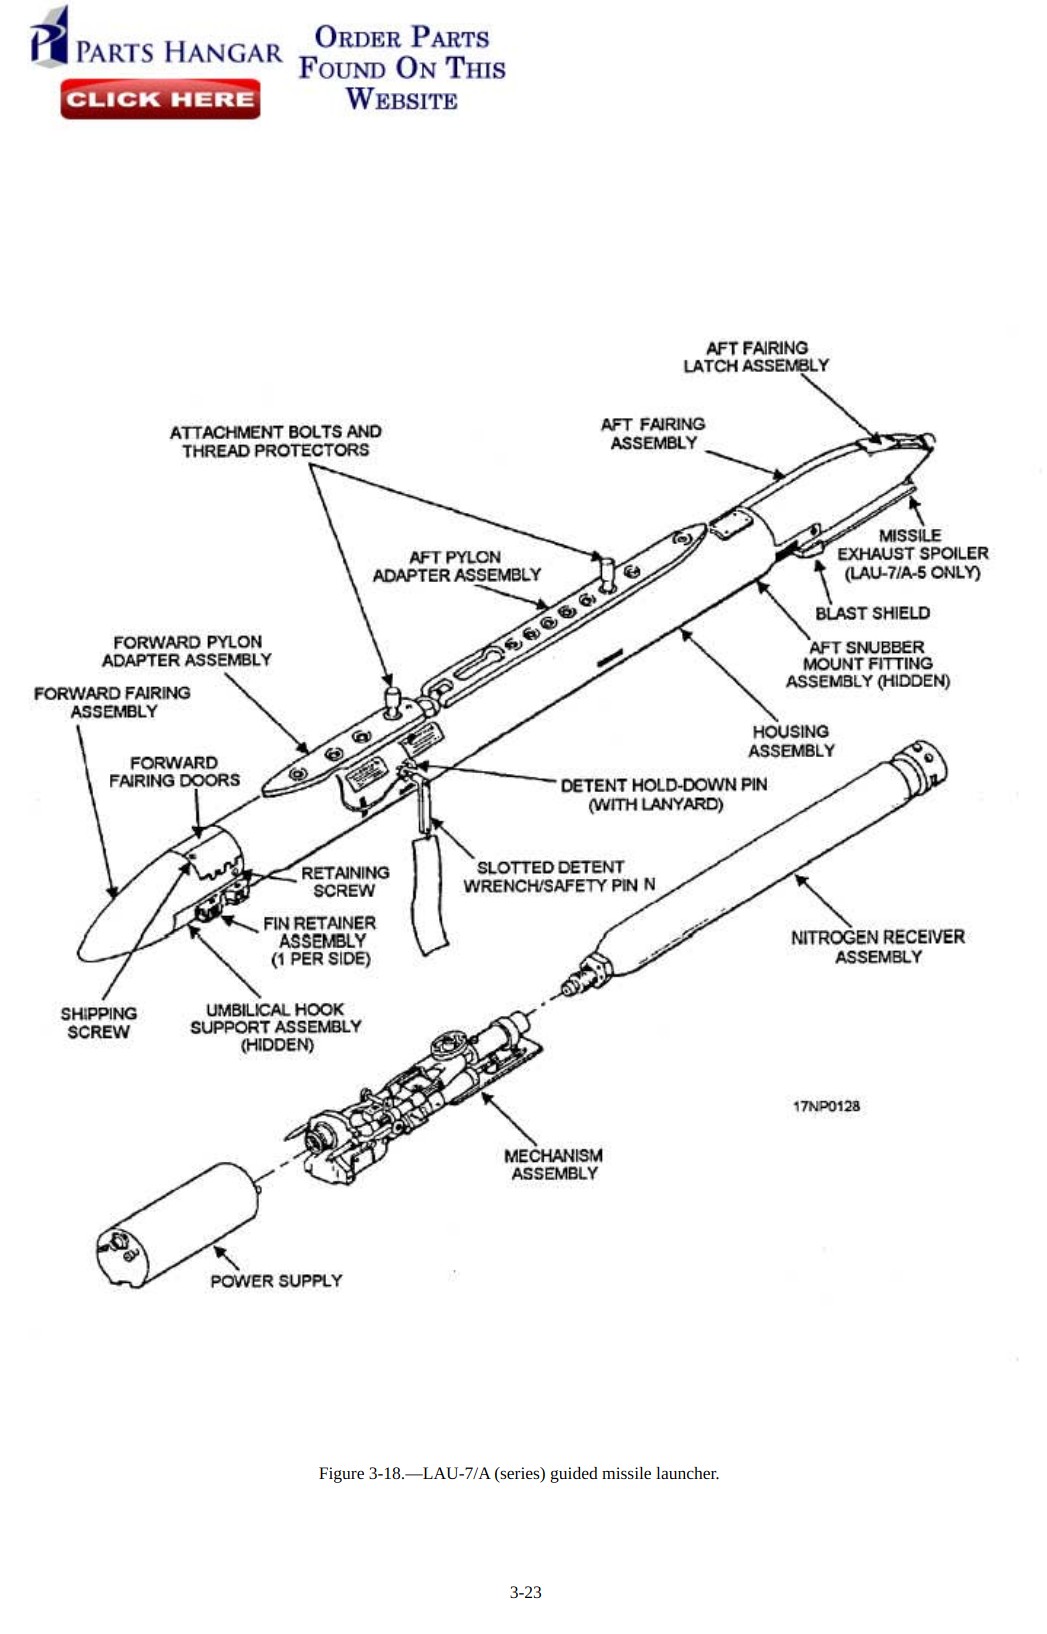 PARTS HANGAR
CLICK HERE
ORDER PARTS
FOUND ON THIS
WEBSITE
AFT FAIRING
LATCH ASSEMBLY
AFT FAIRING
ASSEMBLY
ATTACHMENT BOLTS AND
THREAD PROTECTORS
MISSILE
EXHAUST SPOILER
(LAU-7/A-5 ONLY)
AFT PYLON
ADAPTER ASSEMBLY
BLAST SHIELD
FORWARD PYLON
ADAPTER ASSEMBLY
AFT SNUBBER
MOUNT FITTING
ASSEMBLY (HIDDEN)
FORWARD FAIRING
ASSEMBLY
HOUSING
ASSEMBLY
FORWARD
FAIRING DOORS
DETENT HOLD-DOWN PIN
(WITH LANYARD)
RETAINING
SCREW
SLOTTED DETENT
WRENCH/SAFETY PIN N
FIN RETAINER
ASSEMBLY
(1 PER SIDE)
NITROGEN RECEIVER
ASSEMBLY
SHIPPING
SCREW
UMBILICAL HOOK
SUPPORT ASSEMBLY
(HIDDEN)
17NP0128
MECHANISM
ASSEMBLY
POWER SUPPLY
Figure 3-18.—LAU-7/A (series) guided missile launcher.
3-23